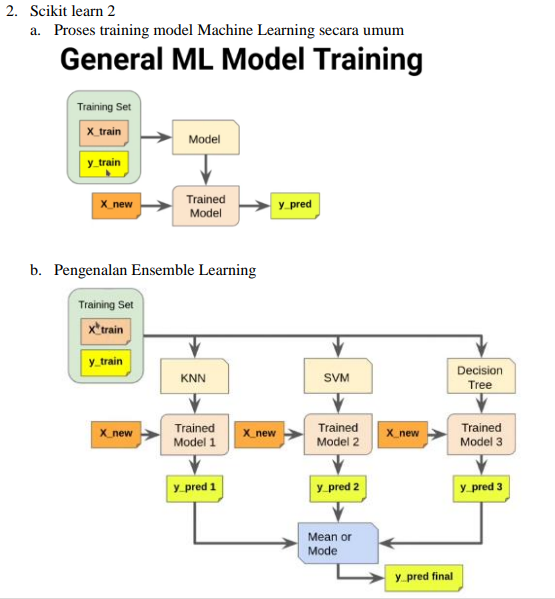 2. Scikit learn 2
a. Proses training model Machine Learning secara umum
General ML Model Training
Training Set
X_train
y_train
Model
X_new
Trained
Model
y_pred
b. Pengenalan Ensemble Learning
Training Set
X_train
y_train
KNN
SVM
Decision
Tree
X_new
Trained
Model 1
X_new
Trained
Model 2
X_new
Trained
Model 3
y_pred 1
y_pred 2
y_pred 3
Mean or
Mode
y_pred final